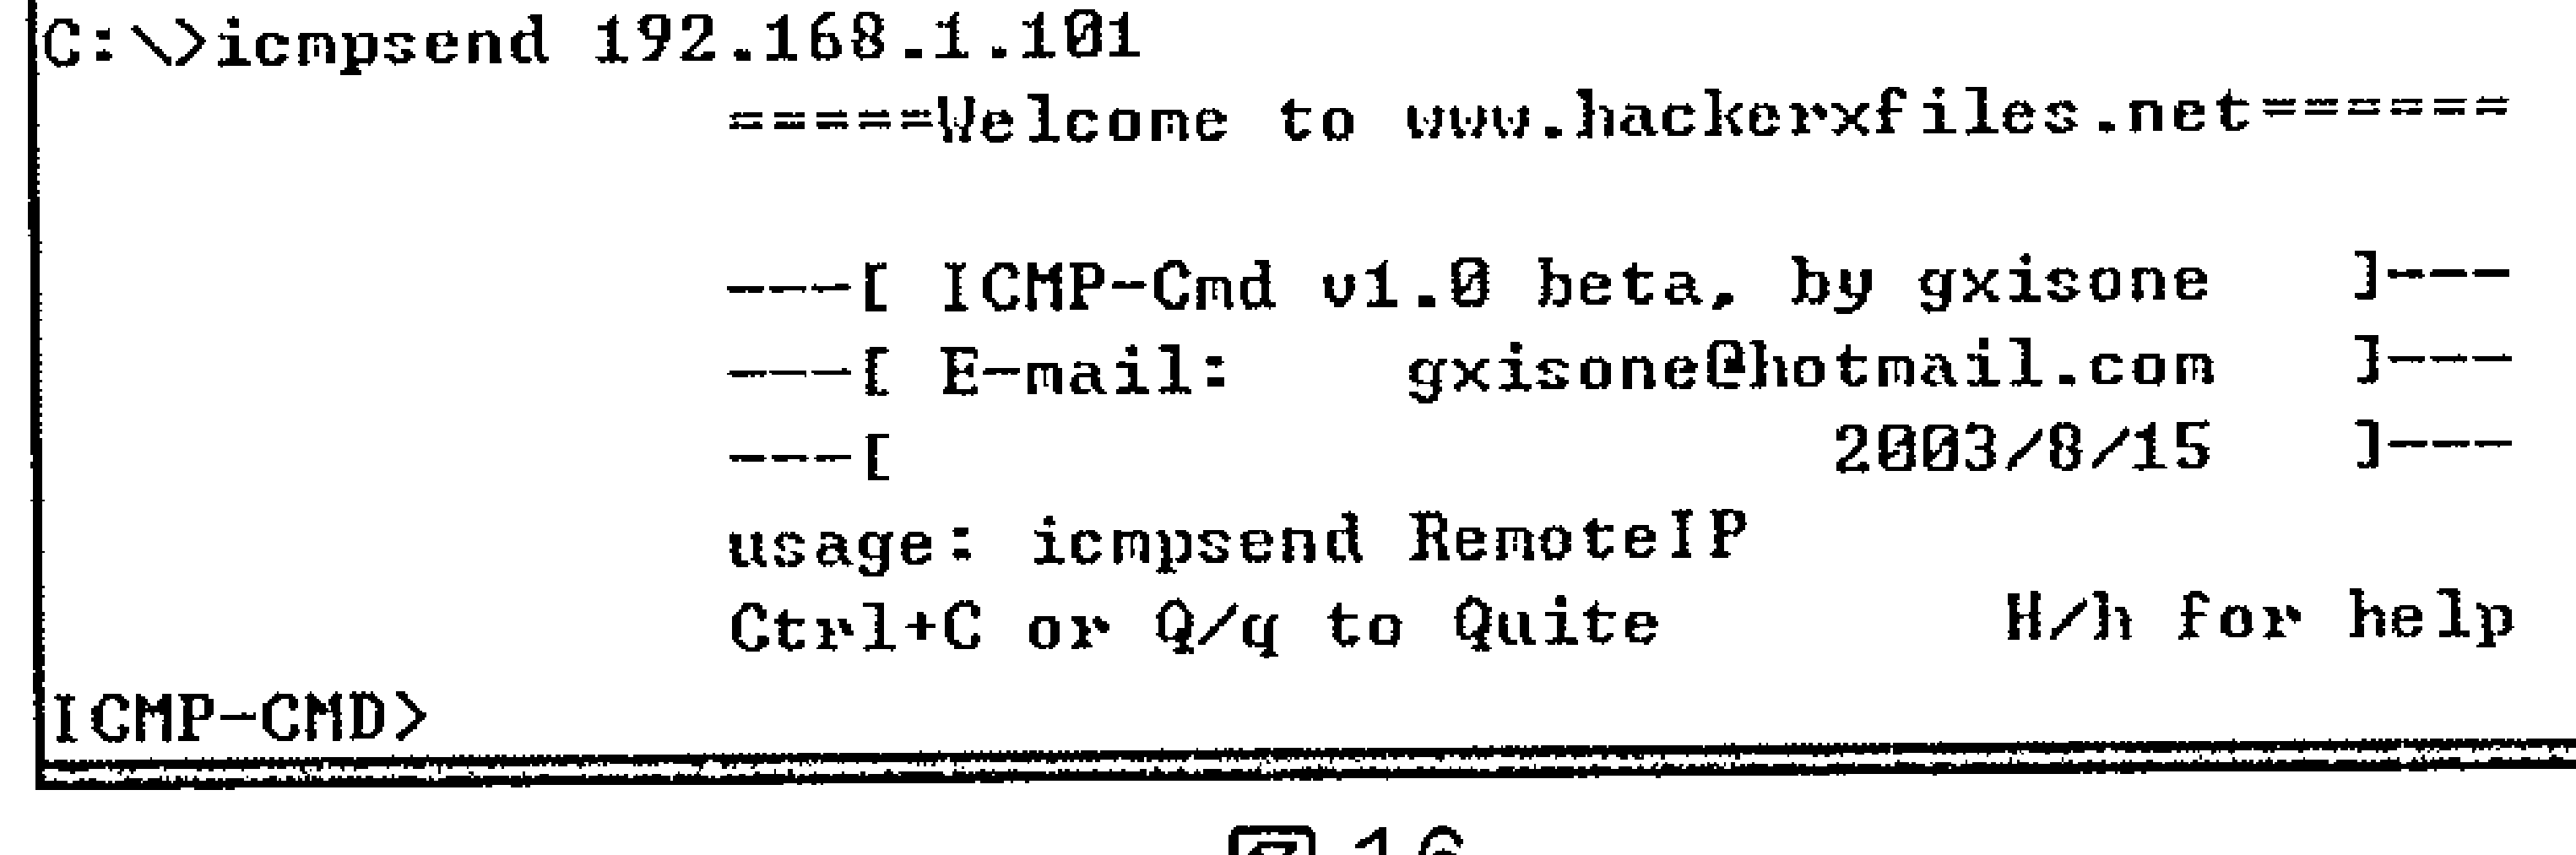 C:\>icmpsend 192.168.1.101
=====Welcome to www.hackerxfiles.net======
---[ ICMP-Cmd v1.0 beta, by gxisone ]---
---[ E-mail: gxisone@hotmail.com ]---
---[ 2003/8/15 ]---
usage: icmpsend RemoteIP
Ctrl+C or Q/q to Quite H/h for help
ICMP-CMD>